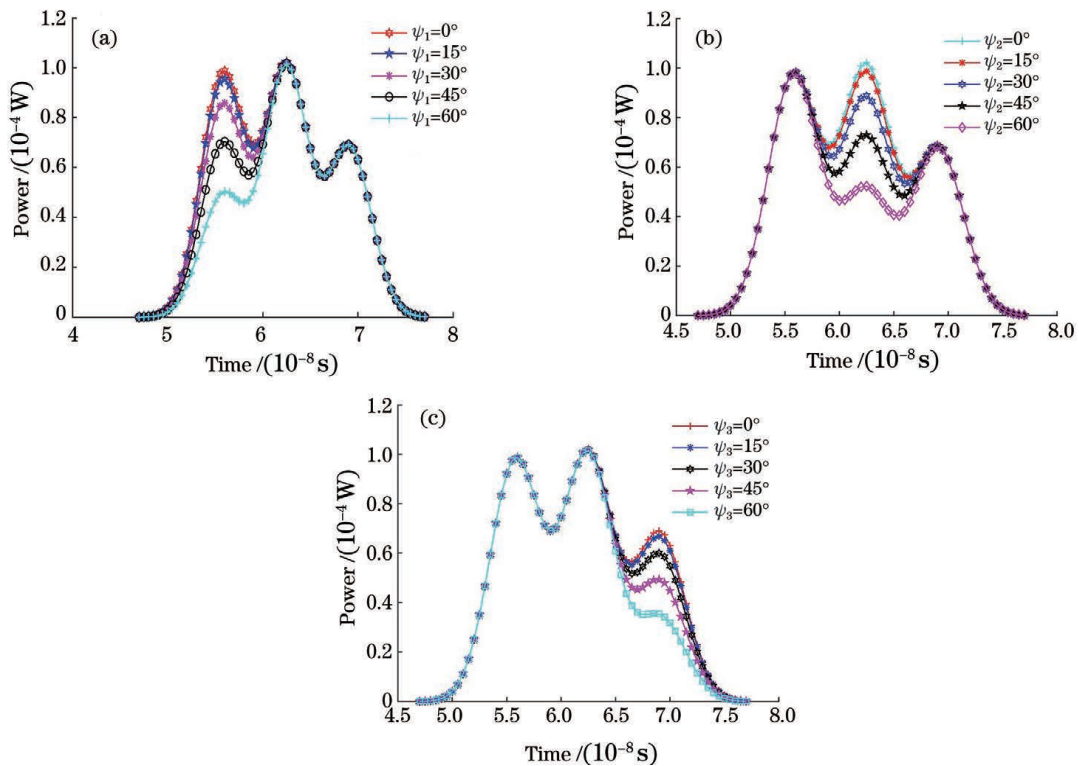 (a)
ψ₁=0°
ψ₁=15°
ψ₁=30°
ψ₁=45°
ψ₁=60°
Power /(10⁻⁴ W)
1.2
1.0
0.8
0.6
0.4
0.2
0
4
5
6
7
8
Time /(10⁻⁸ s)
(b)
ψ₂=0°
ψ₂=15°
ψ₂=30°
ψ₂=45°
ψ₂=60°
Power /(10⁻⁴ W)
1.2
1.0
0.8
0.6
0.4
0.2
0
4.5
5.0
5.5
6.0
6.5
7.0
7.5
8.0
Time /(10⁻⁸ s)
(c)
ψ₃=0°
ψ₃=15°
ψ₃=30°
ψ₃=45°
ψ₃=60°
Power /(10⁻⁴ W)
1.2
1.0
0.8
0.6
0.4
0.2
0
4.5
5.0
5.5
6.0
6.5
7.0
7.5
8.0
Time /(10⁻⁸ s)